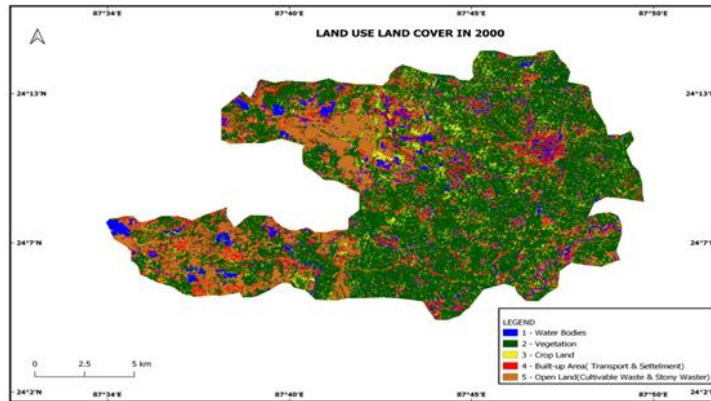 87°34'E 87°40'E 87°45'E 87°50'E
LAND USE LAND COVER IN 2000
24°13'N 24°13'N
24°7'N 24°7'N
LEGEND
1 - Water Bodies
2 - Vegetation
3 - Crop Land
4 - Built-up Area( Transport & Settelment)
5 - Open Land(Cultivable Waste & Stony Waster)
0 2.5 5 km
24°2'N 24°2'N
87°34'E 87°40'E 87°45'E 87°50'E